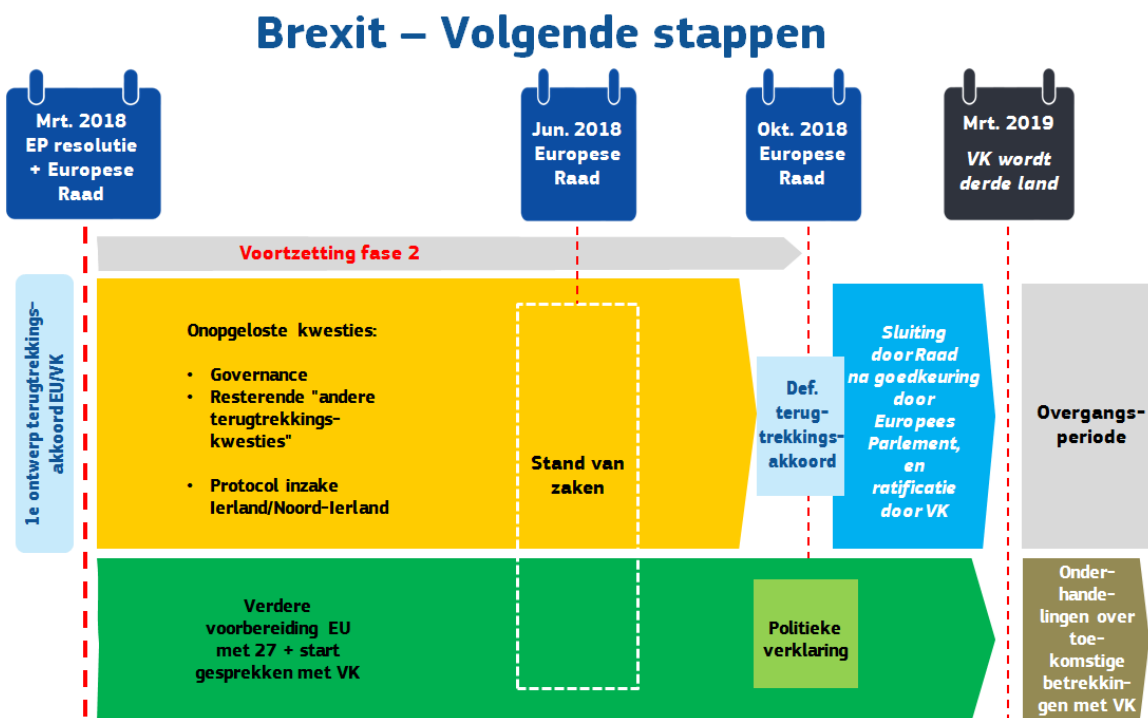 Brexit – Volgende stappen
Mrt. 2018
EP resolutie
+ Europese
Raad
Jun. 2018
Europese
Raad
Okt. 2018
Europese
Raad
Mrt. 2019
VK wordt
derde land
Voortzetting fase 2
1e ontwerp terugtrekkings-
akkoord EU/VK
Onopgeloste kwesties:
• Governance
• Resterende "andere
terugtrekkings-
kwesties"
• Protocol inzake
Ierland/Noord-Ierland
Stand van
zaken
Def.
terug-
trekkings-
akkoord
Sluiting
door Raad
na goedkeuring
door
Europees
Parlement,
en
ratificatie
door VK
Overgangs-
periode
Verdere
voorbereiding EU
met 27 + start
gesprekken met VK
Politieke
verklaring
Onder-
hande-
lingen over
toe-
komstige
betrekkin-
gen met VK